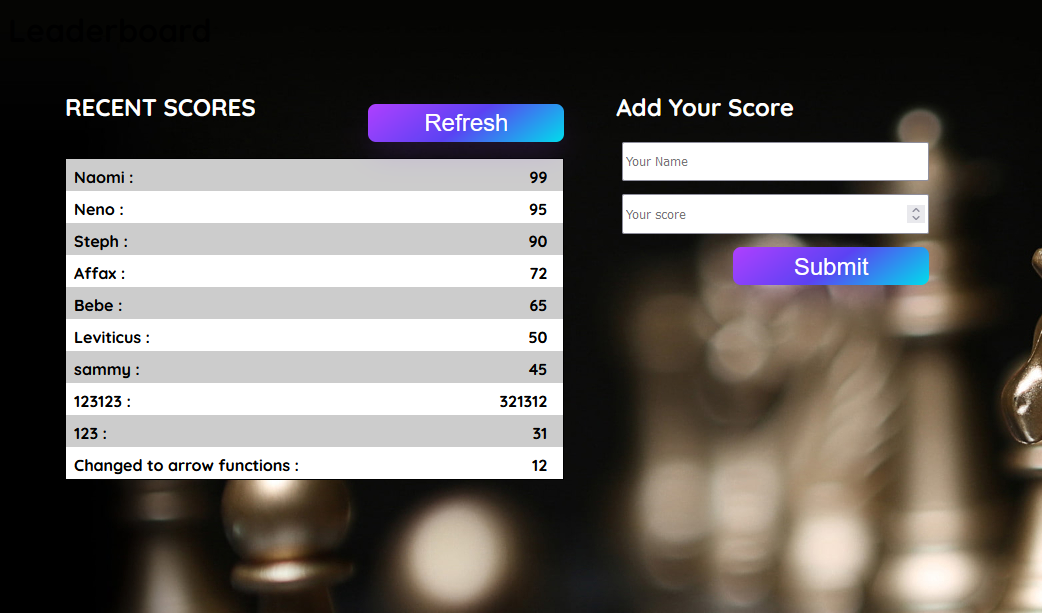 Leaderboard
RECENT SCORES
Refresh
Naomi : 99
Neno : 95
Steph : 90
Affax : 72
Bebe : 65
Leviticus : 50
sammy : 45
123123 : 321312
123 : 31
Changed to arrow functions : 12
Add Your Score
Your Name
Your score
Submit